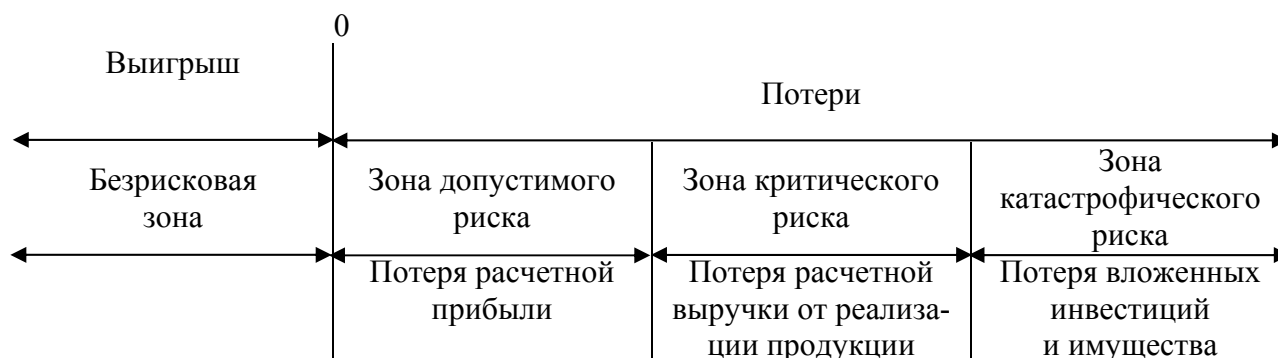 0
Выигрыш
Потери
Безрисковая
зона
Зона допустимого
риска
Зона критического
риска
Зона
катастрофического
риска
Потеря расчетной
прибыли
Потеря расчетной
выручки от реализа-
ции продукции
Потеря вложенных
инвестиций
и имущества